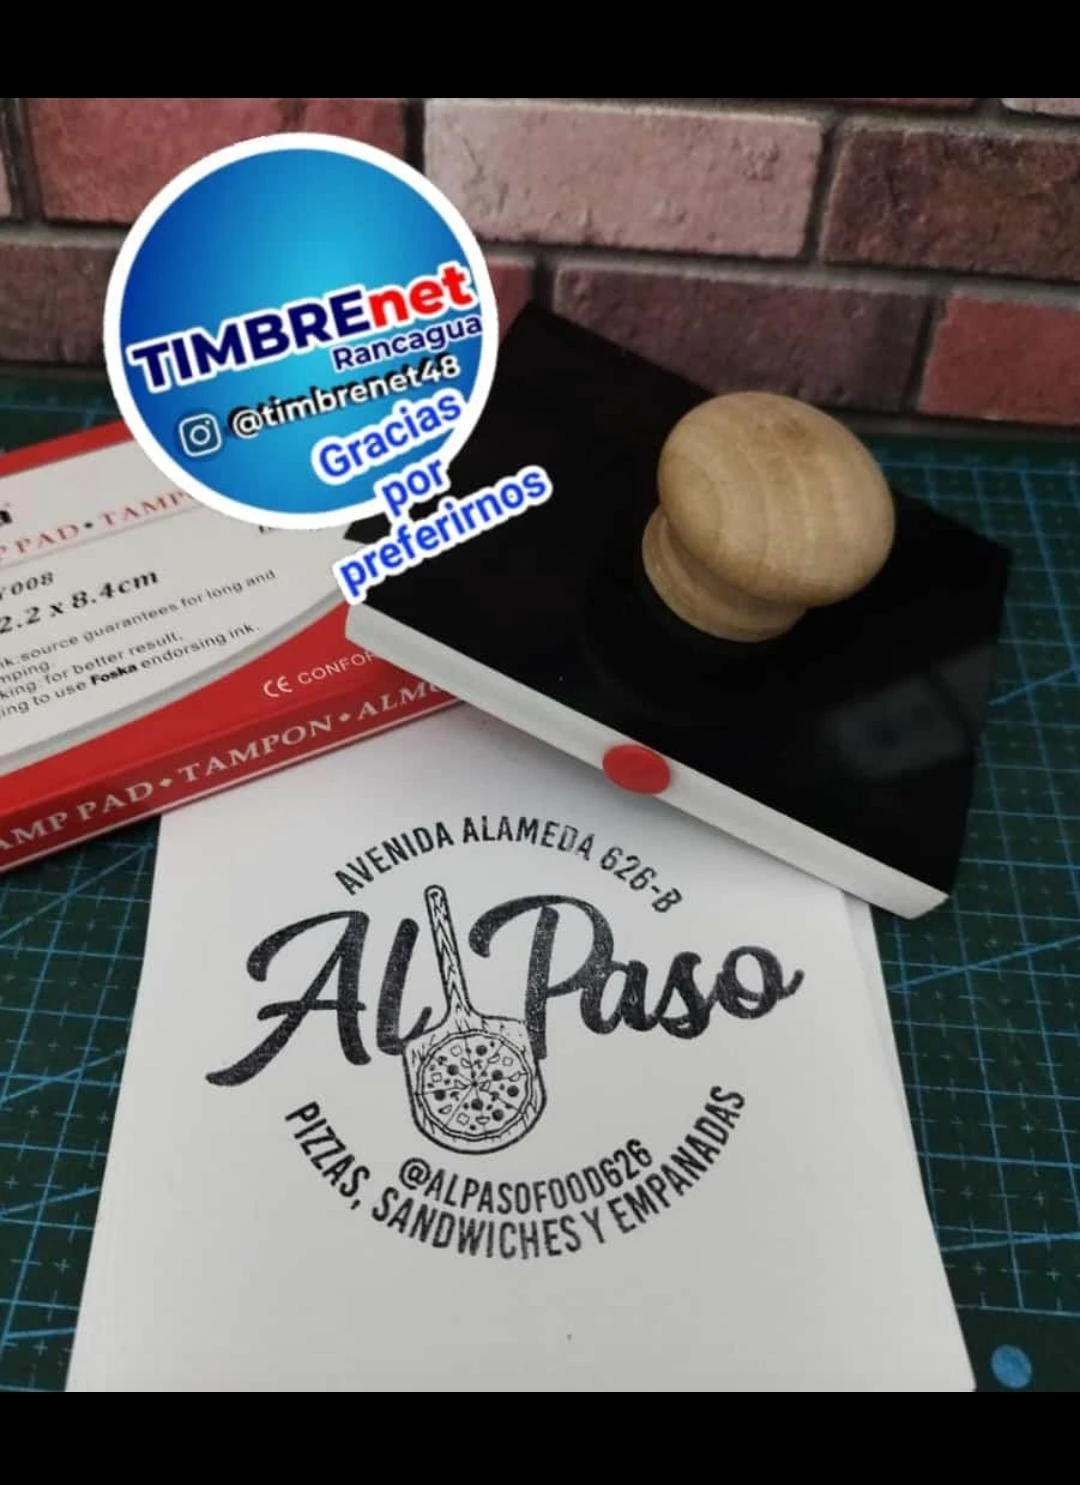 TIMBREnet
Rancagua
@timbrenet48
Gracias
por
preferirnos
PAD • TAMP
008
2.2 x 8.4cm
source guarantees for long and
for better result.
to use Foska endorsing ink.
CE CONFOR
AMP PAD • TAMPON • ALM
AVENIDA ALAMEDA 626-B
Al Paso
@ALPASOFOOD626
PIZZAS, SANDWICHES Y EMPANADAS